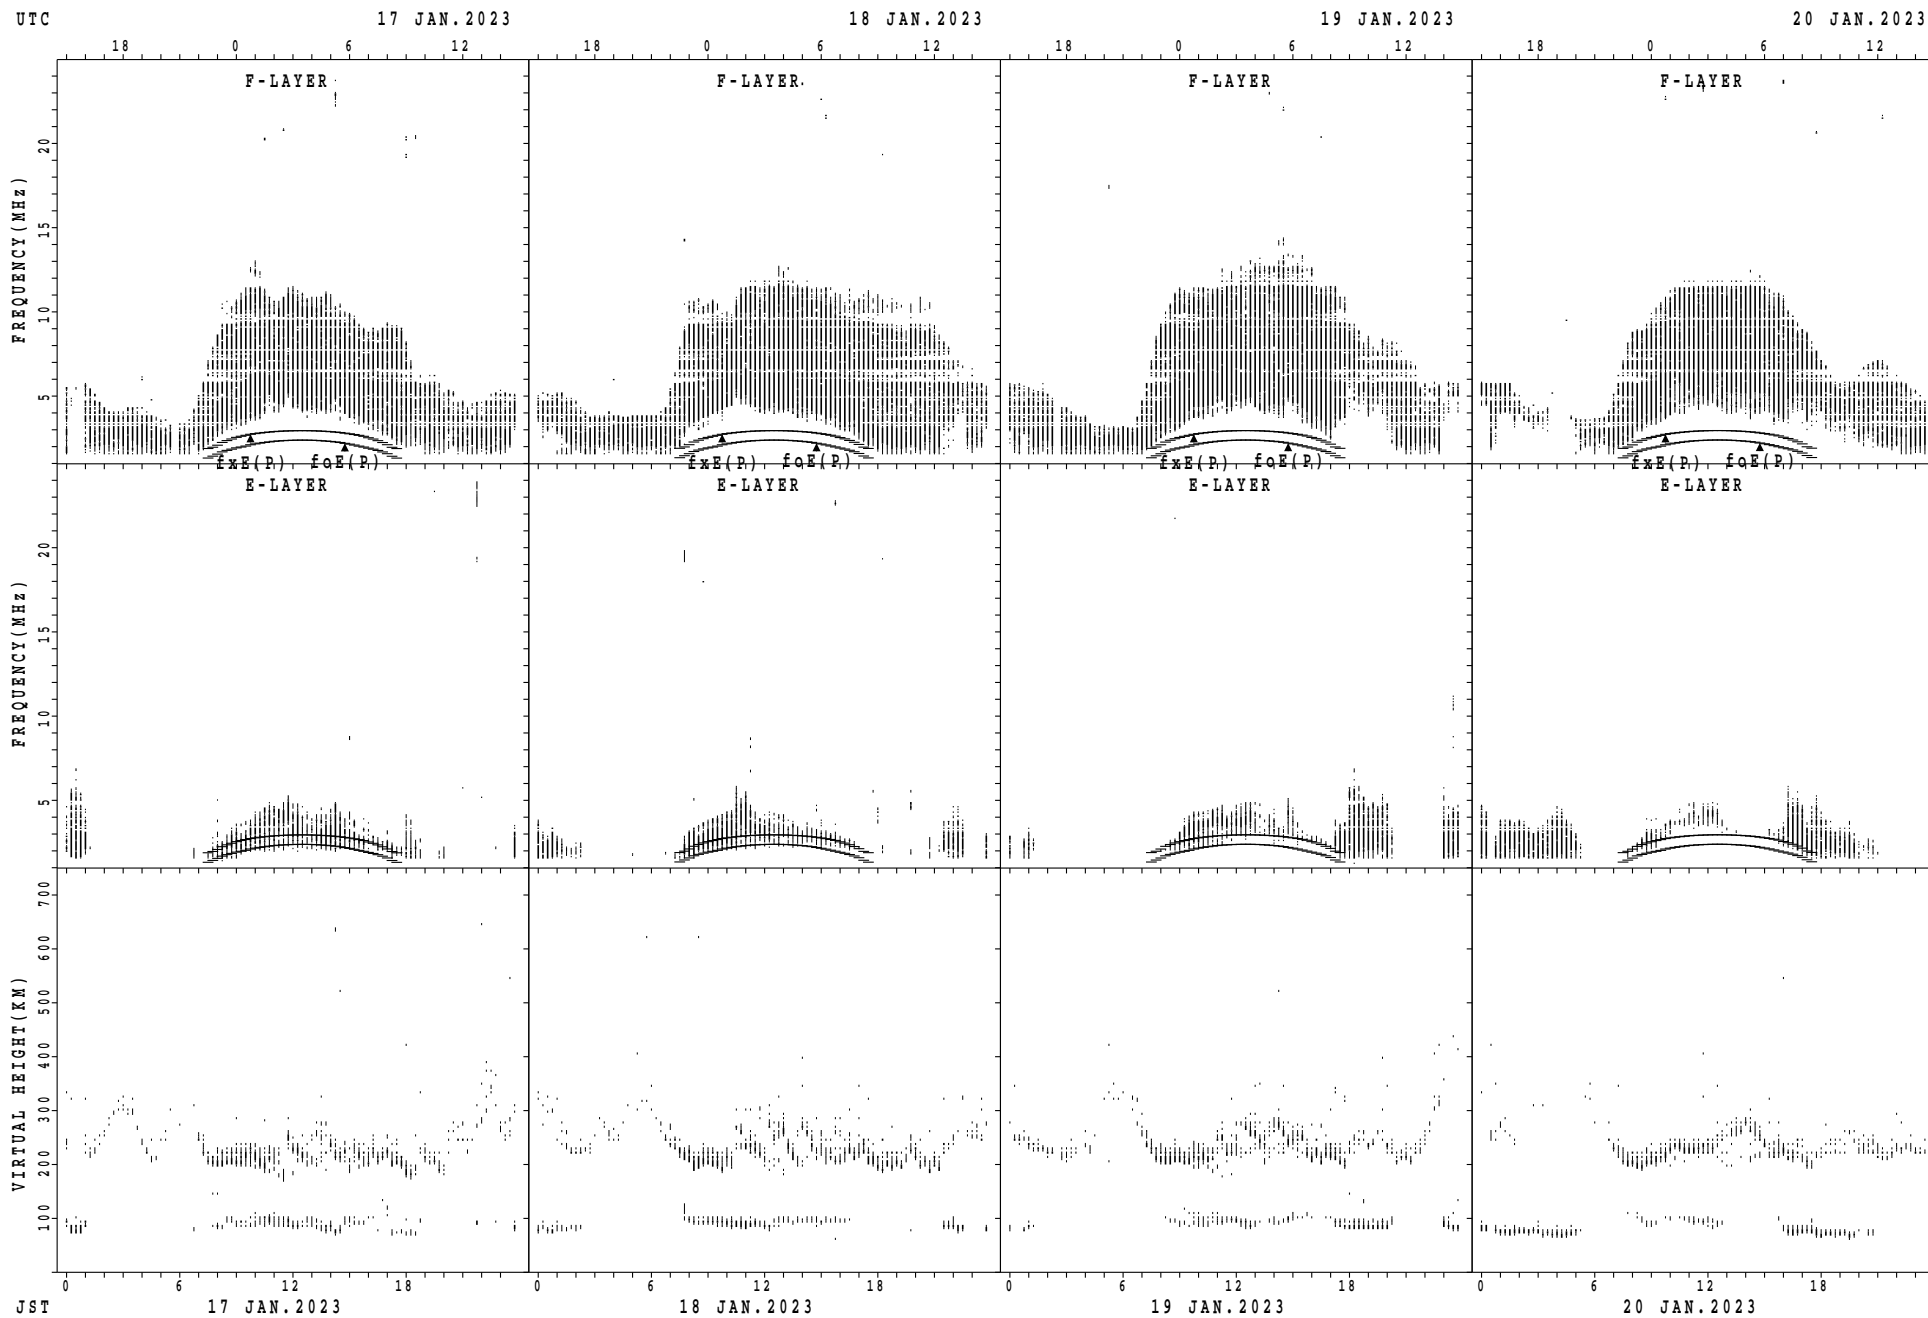 UTC 17 JAN.2023 18 JAN.2023 19 JAN.2023 20 JAN.2023
18 0 6 12 18 0 6 12 18 0 6 12 18 0 6 12
F-LAYER F-LAYER F-LAYER F-LAYER
FREQUENCY(MHz)
20
15
10
5
fxE(P) foE(P) fxE(P) foE(P) fxE(P) foE(P) fxE(P) foE(P)
E-LAYER E-LAYER E-LAYER E-LAYER
FREQUENCY(MHz)
20
15
10
5
VIRTUAL HEIGHT(KM)
700
600
500
400
300
200
100
0 6 12 18 0 6 12 18 0 6 12 18 0 6 12 18
JST 17 JAN.2023 18 JAN.2023 19 JAN.2023 20 JAN.2023